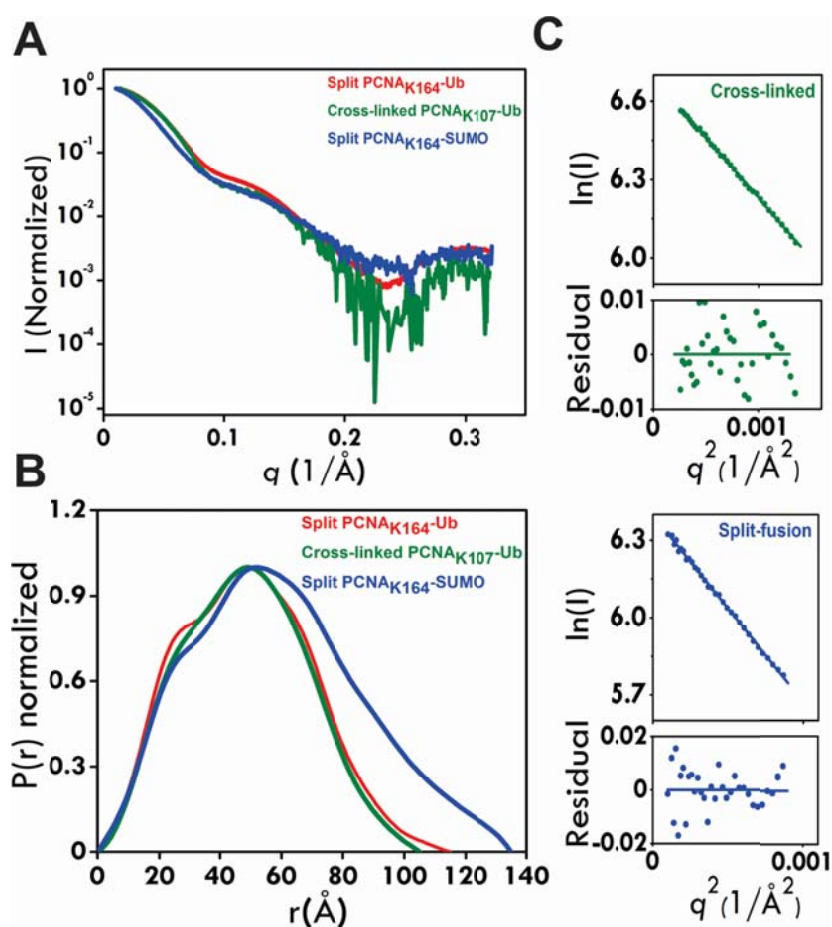 A
Split PCNAK164-Ub
Cross-linked PCNAK107-Ub
Split PCNAK164-SUMO
10^0
10^-1
10^-2
10^-3
10^-4
10^-5
I (Normalized)
0 0.1 0.2 0.3
q (1/Å)
B
Split PCNAK164-Ub
Cross-linked PCNAK107-Ub
Split PCNAK164-SUMO
1.2
0.9
0.6
0.3
0
P(r) normalized
0 20 40 60 80 100 120 140
r(Å)
C
Cross-linked
6.6
6.3
6.0
ln(I)
0.01
0
-0.01
Residual
0 0.001
q^2 (1/Å^2)
Split-fusion
6.3
6.0
5.7
ln(I)
0.02
0
-0.02
Residual
0 0.001
q^2 (1/Å^2)